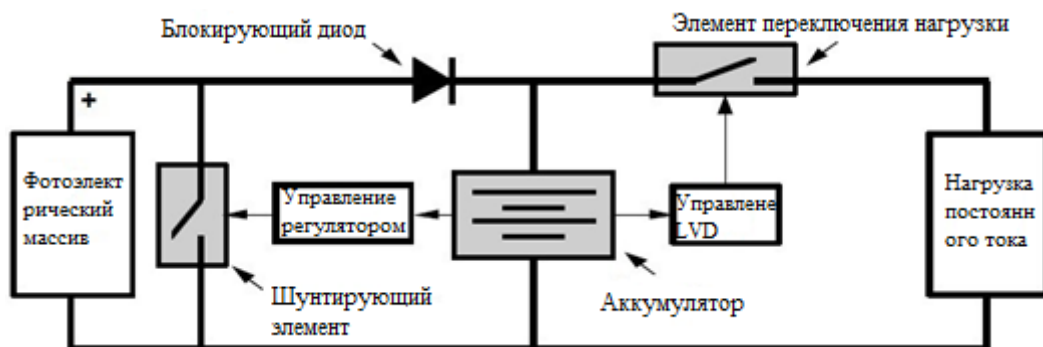 Блокирующий диод
Элемент переключения нагрузки
+
Фотоэлект
рический
массив
Управление
регулятором
Управлене
LVD
Нагрузка
постоянн
ого тока
Шунтирующий
элемент
Аккумулятор